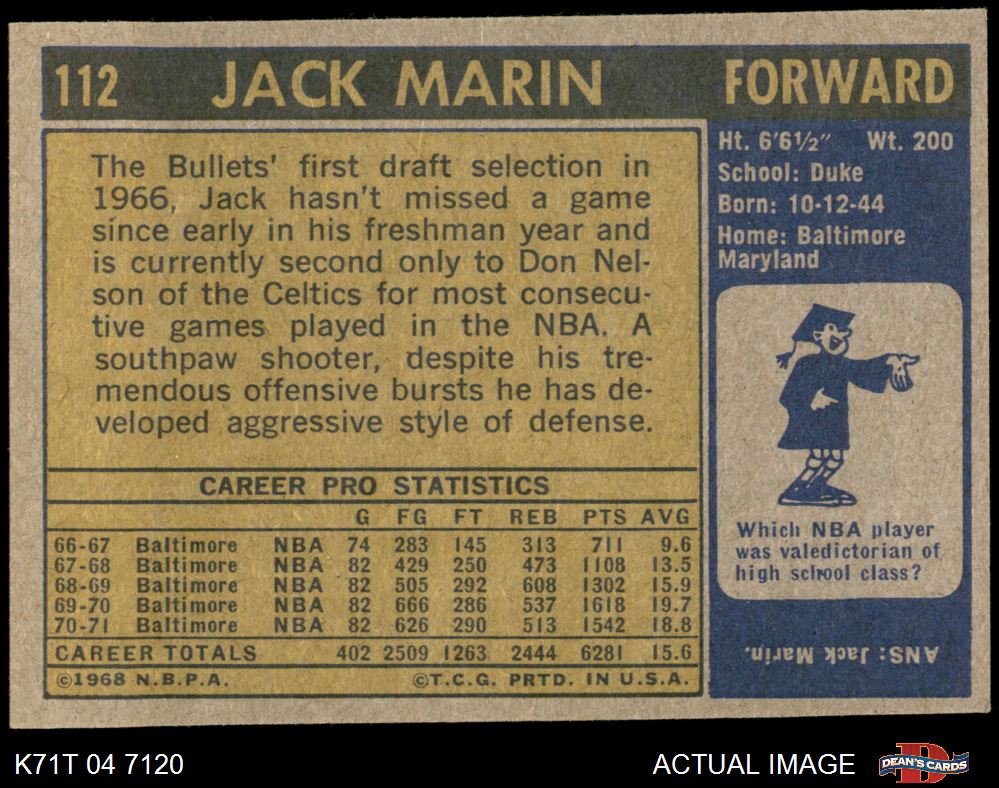 112 JACK MARIN FORWARD
The Bullets' first draft selection in
1966, Jack hasn't missed a game
since early in his freshman year and
is currently second only to Don Nel-
son of the Celtics for most consecu-
tive games played in the NBA. A
southpaw shooter, despite his tre-
mendous offensive bursts he has de-
veloped aggressive style of defense.
Ht. 6'6½" Wt. 200
School: Duke
Born: 10-12-44
Home: Baltimore
Maryland
CAREER PRO STATISTICS
G FG FT REB PTS AVG
66-67 Baltimore NBA 74 283 145 313 711 9.6
67-68 Baltimore NBA 82 429 250 473 1108 13.5
68-69 Baltimore NBA 82 505 292 608 1302 15.9
69-70 Baltimore NBA 82 666 286 537 1618 19.7
70-71 Baltimore NBA 82 626 290 513 1542 18.8
CAREER TOTALS 402 2509 1263 2444 6281 15.6
©1968 N.B.P.A. ©T.C.G. PRTD. IN U.S.A.
Which NBA player
was valedictorian of
high school class?
ANS: Jack Marin.
K71T 04 7120 ACTUAL IMAGE
D
DEAN'S CARDS